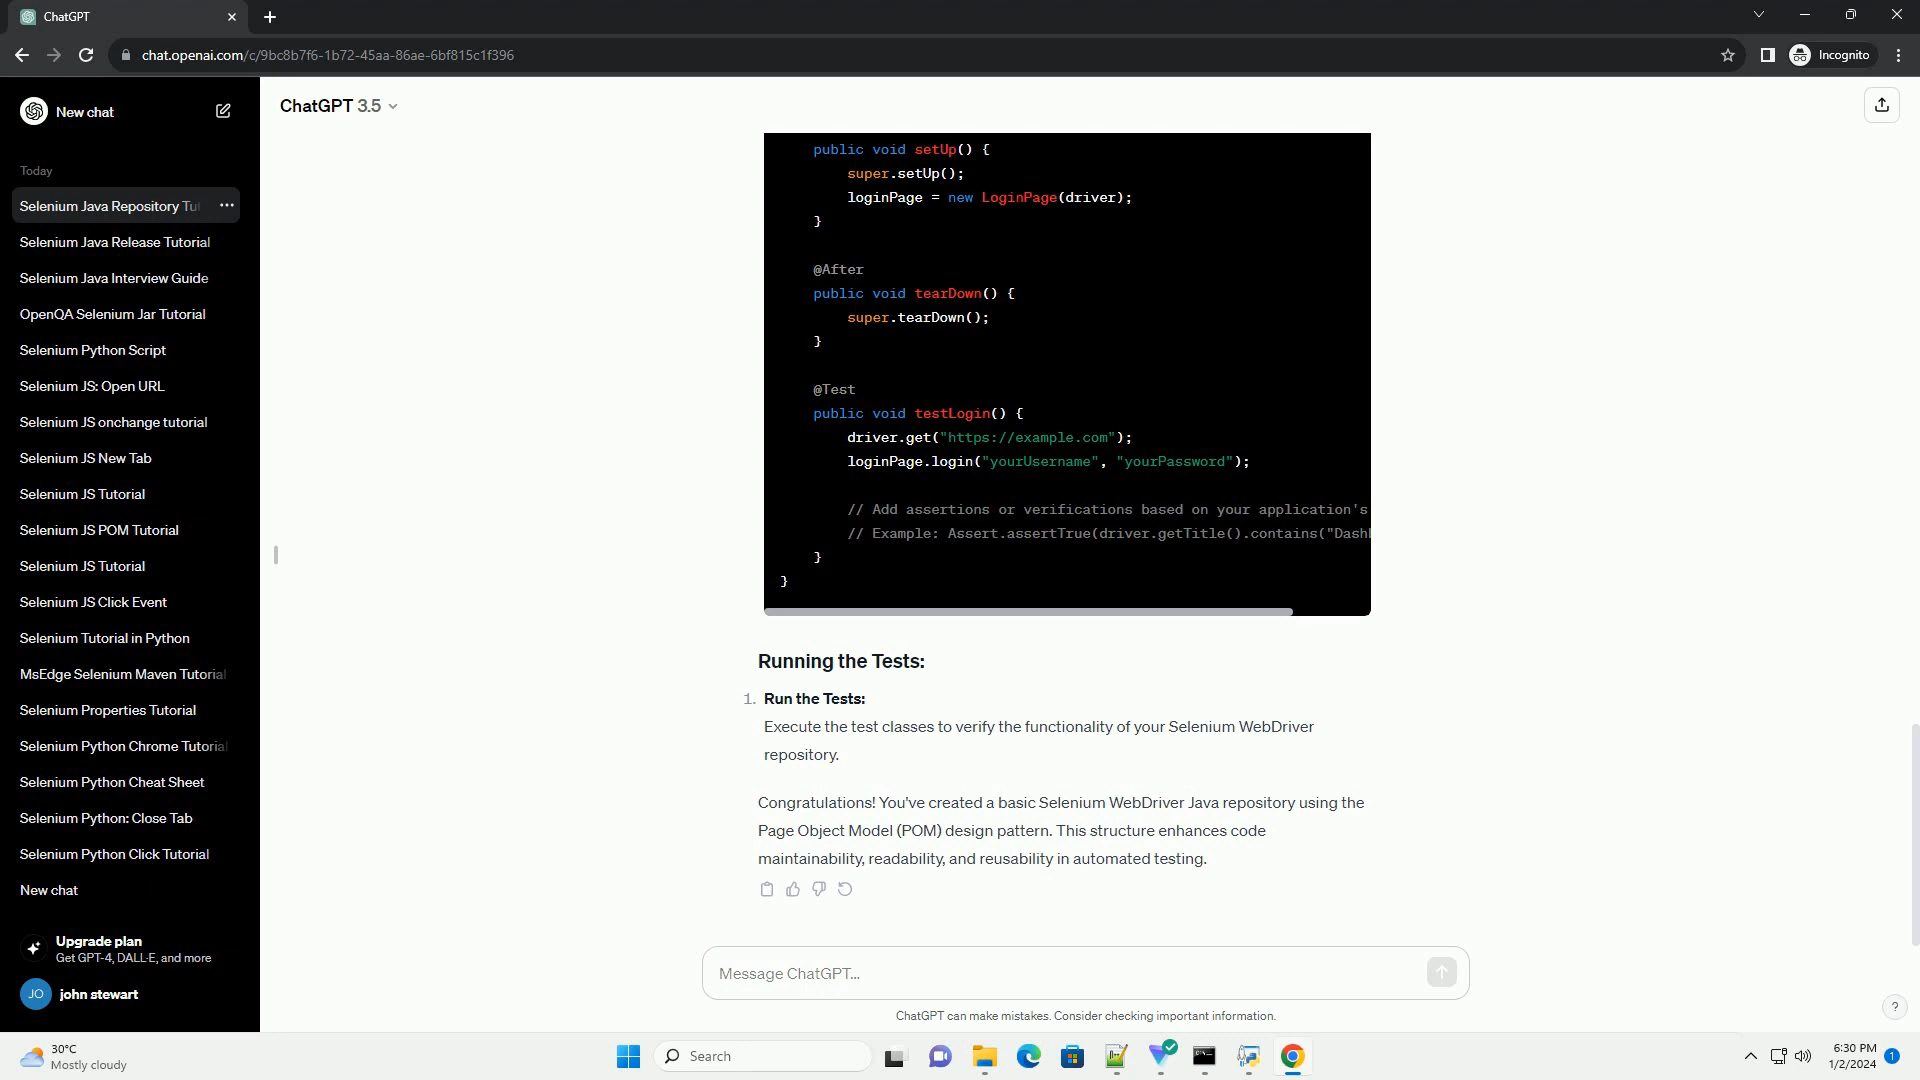 ChatGPT
chat.openai.com/c/9bc8b7f6-1b72-45aa-86ae-6bf815c1f396
Incognito
New chat
Today
Selenium Java Repository Tu
Selenium Java Release Tutorial
Selenium Java Interview Guide
OpenQA Selenium Jar Tutorial
Selenium Python Script
Selenium JS: Open URL
Selenium JS onchange tutorial
Selenium JS New Tab
Selenium JS Tutorial
Selenium JS POM Tutorial
Selenium JS Tutorial
Selenium JS Click Event
Selenium Tutorial in Python
MsEdge Selenium Maven Tutorial
Selenium Properties Tutorial
Selenium Python Chrome Tutorial
Selenium Python Cheat Sheet
Selenium Python: Close Tab
Selenium Python Click Tutorial
New chat
Upgrade plan
Get GPT-4, DALL·E, and more
JO john stewart
ChatGPT 3.5
public void setUp() {
super.setUp();
loginPage = new LoginPage(driver);
}
@After
public void tearDown() {
super.tearDown();
}
@Test
public void testLogin() {
driver.get("https://example.com");
loginPage.login("yourUsername", "yourPassword");
// Add assertions or verifications based on your application's
// Example: Assert.assertTrue(driver.getTitle().contains("Dash
}
}
Running the Tests:
1. Run the Tests:
Execute the test classes to verify the functionality of your Selenium WebDriver
repository.
Congratulations! You've created a basic Selenium WebDriver Java repository using the
Page Object Model (POM) design pattern. This structure enhances code
maintainability, readability, and reusability in automated testing.
Message ChatGPT...
ChatGPT can make mistakes. Consider checking important information.
?
30°C
Mostly cloudy
Search
6:30 PM
1/2/2024
1